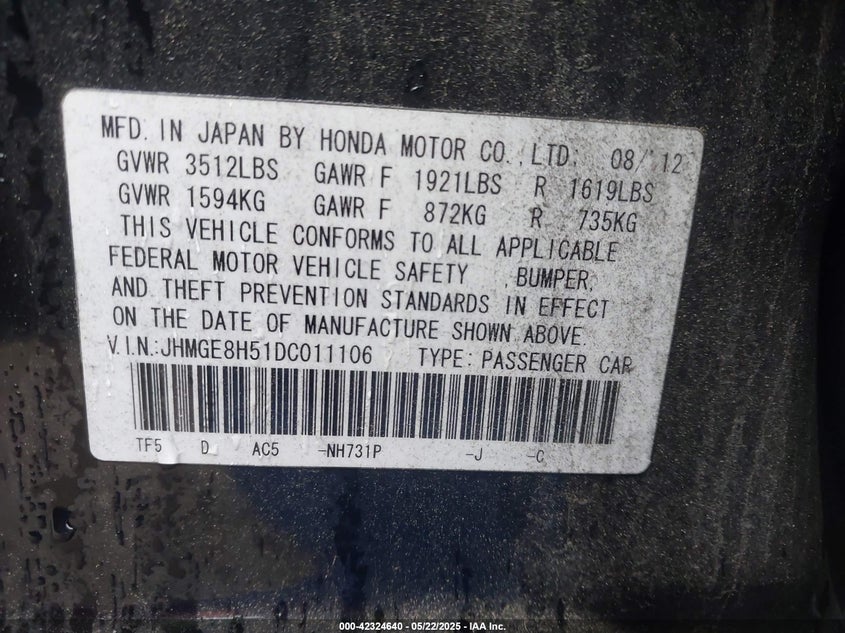 MFD. IN JAPAN BY HONDA MOTOR CO., LTD. 08/'12
GVWR 3512LBS GAWR F 1921LBS R 1619LBS
GVWR 1594KG GAWR F 872KG R 735KG
THIS VEHICLE CONFORMS TO ALL APPLICABLE
FEDERAL MOTOR VEHICLE SAFETY , BUMPER,
AND THEFT PREVENTION STANDARDS IN EFFECT
ON THE DATE OF MANUFACTURE SHOWN ABOVE.
V.I.N.:JHMGE8H51DC011106 TYPE:PASSENGER CAR
TF5 D AC5 -NH731P -J -C
000-42324640 - 05/22/2025 - IAA Inc.